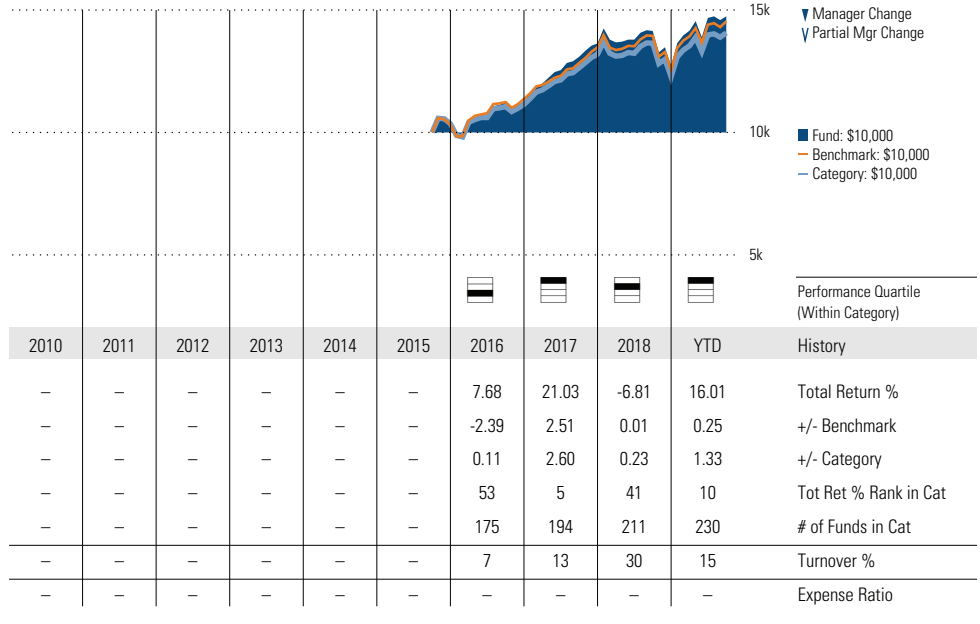 15k
▼ Manager Change
Partial Mgr Change
10k
Fund: $10,000
Benchmark: $10,000
Category: $10,000
5k
Performance Quartile
(Within Category)
2010 2011 2012 2013 2014 2015 2016 2017 2018 YTD History
– – – – – – 7.68 21.03 -6.81 16.01 Total Return %
– – – – – – -2.39 2.51 0.01 0.25 +/- Benchmark
– – – – – – 0.11 2.60 0.23 1.33 +/- Category
– – – – – – 53 5 41 10 Tot Ret % Rank in Cat
– – – – – – 175 194 211 230 # of Funds in Cat
– – – – – – 7 13 30 15 Turnover %
– – – – – – – – – – Expense Ratio